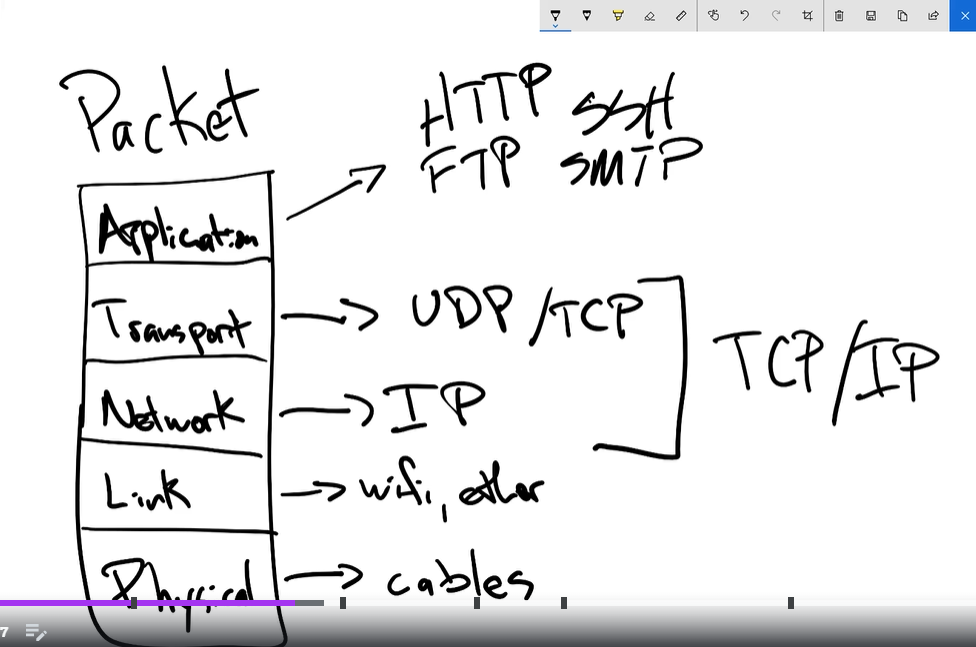 Packet
HTTP SSH
FTP SMTP
Application
Transport → UDP/TCP
TCP/IP
Network → IP
Link → wifi, ether
Physical → cables
7